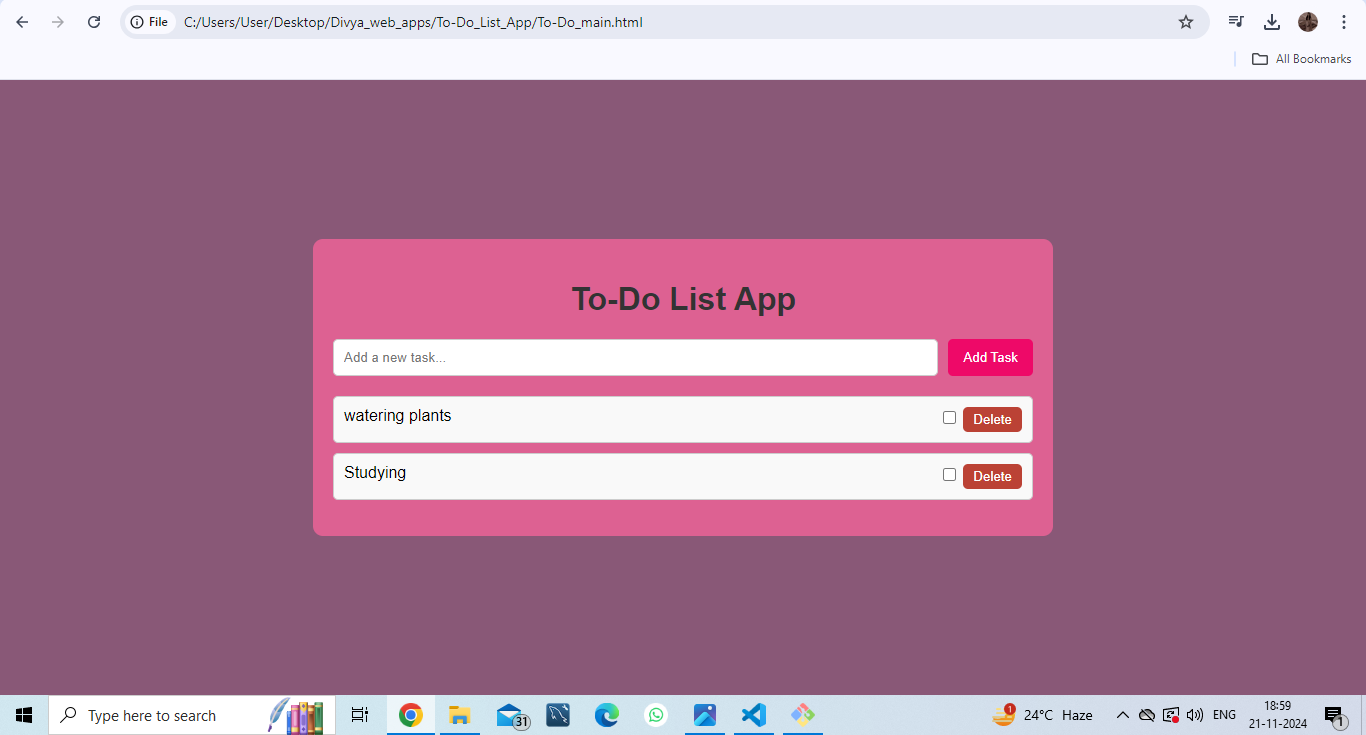 File C:/Users/User/Desktop/Divya_web_apps/To-Do_List_App/To-Do_main.html
All Bookmarks
To-Do List App
Add a new task...
Add Task
watering plants
Delete
Studying
Delete
Type here to search
31
1
24°C Haze
ENG
18:59
21-11-2024
1